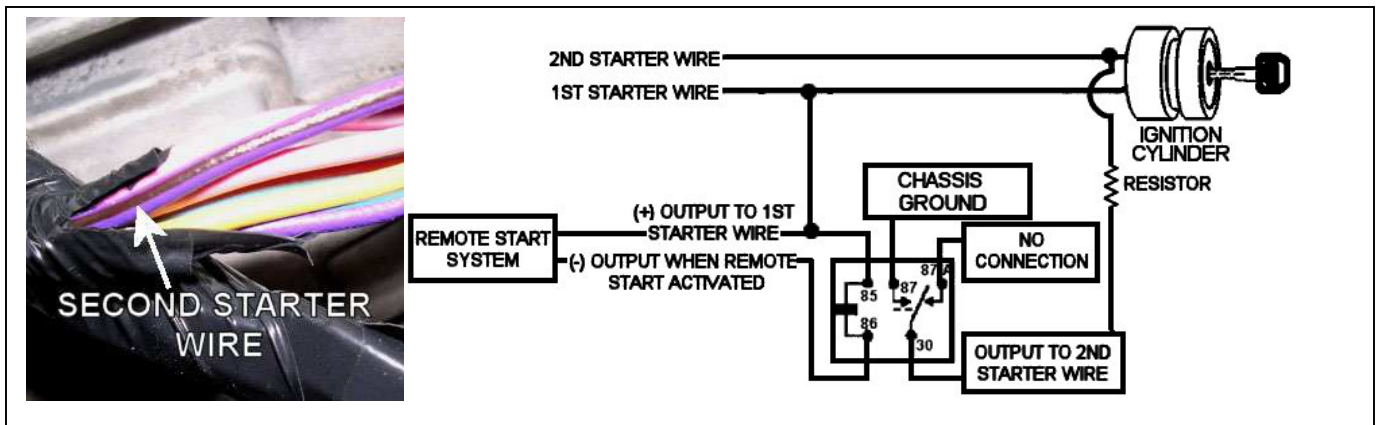 SECOND STARTER
WIRE
2ND STARTER WIRE
1ST STARTER WIRE
IGNITION
CYLINDER
RESISTOR
CHASSIS
GROUND
(+) OUTPUT TO 1ST
STARTER WIRE
REMOTE START
SYSTEM
(-) OUTPUT WHEN REMOTE
START ACTIVATED
NO
CONNECTION
87
87A
85
86
30
OUTPUT TO 2ND
STARTER WIRE